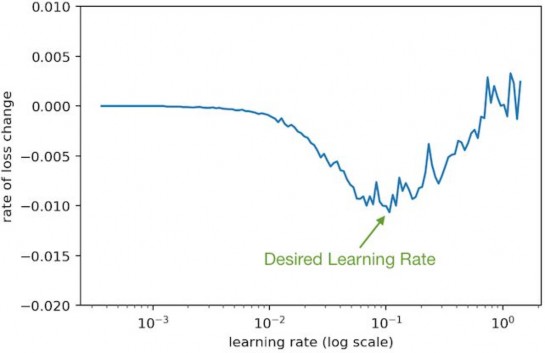 0.010
0.005
0.000
−0.005
−0.010
−0.015
−0.020
rate of loss change
Desired Learning Rate
10⁻³ 10⁻² 10⁻¹ 10⁰
learning rate (log scale)